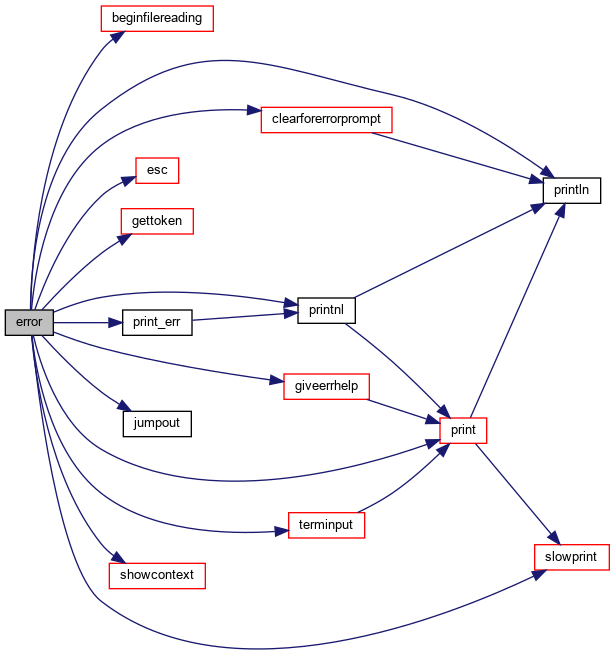 beginfilereading
clearforerrorprompt
esc
println
gettoken
printnl
error
print_err
giveerrhelp
jumpout
print
terminput
slowprint
showcontext